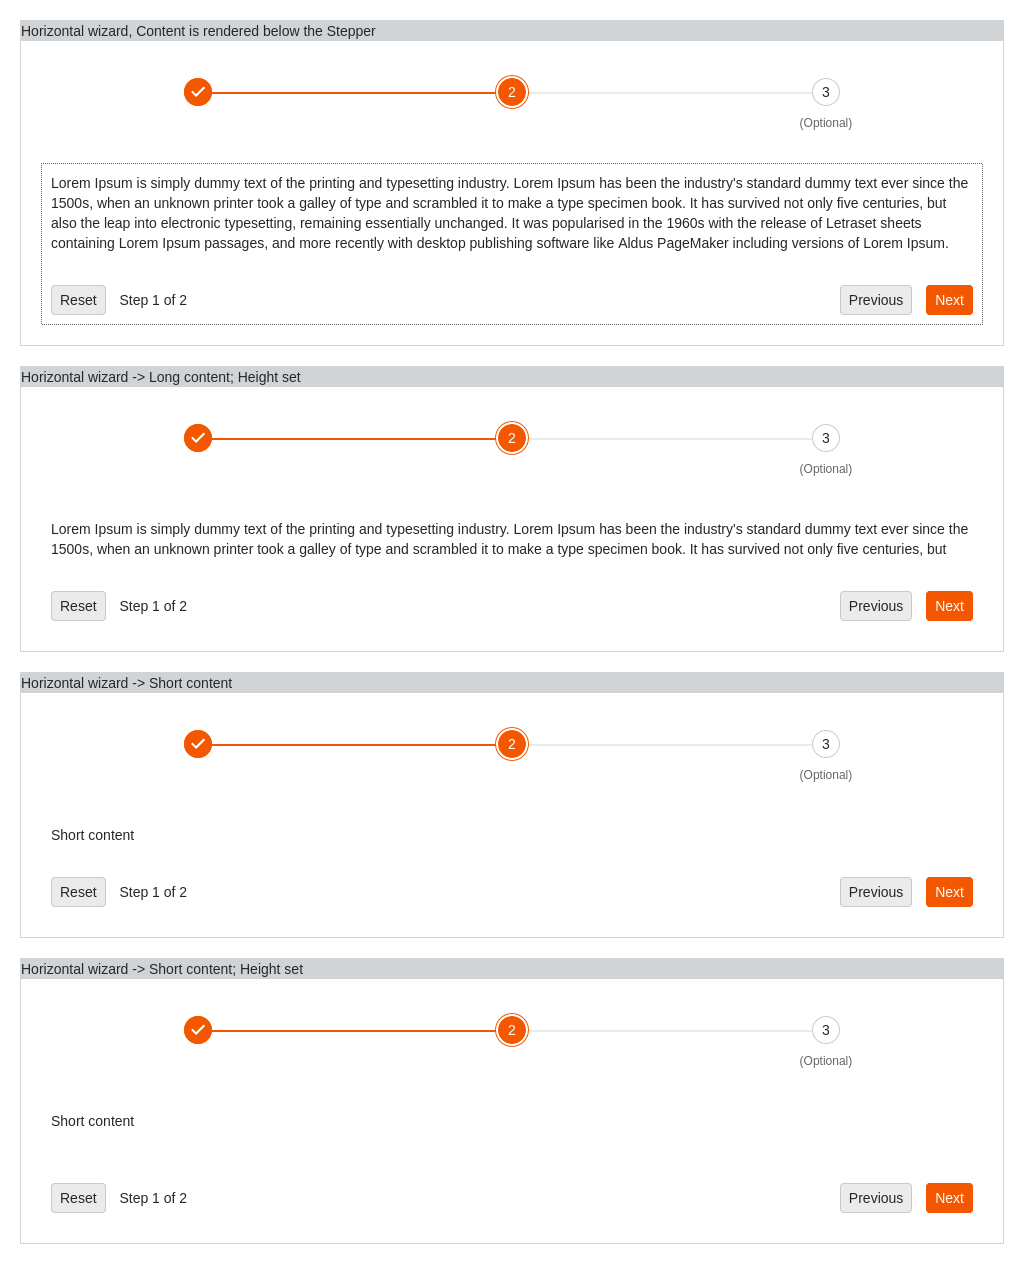 Horizontal wizard, Content is rendered below the Stepper
2
3
(Optional)
Lorem Ipsum is simply dummy text of the printing and typesetting industry. Lorem Ipsum has been the industry's standard dummy text ever since the
1500s, when an unknown printer took a galley of type and scrambled it to make a type specimen book. It has survived not only five centuries, but
also the leap into electronic typesetting, remaining essentially unchanged. It was popularised in the 1960s with the release of Letraset sheets
containing Lorem Ipsum passages, and more recently with desktop publishing software like Aldus PageMaker including versions of Lorem Ipsum.
Reset Step 1 of 2 Previous Next
Horizontal wizard -> Long content; Height set
2
3
(Optional)
Lorem Ipsum is simply dummy text of the printing and typesetting industry. Lorem Ipsum has been the industry's standard dummy text ever since the
1500s, when an unknown printer took a galley of type and scrambled it to make a type specimen book. It has survived not only five centuries, but
Reset Step 1 of 2 Previous Next
Horizontal wizard -> Short content
2
3
(Optional)
Short content
Reset Step 1 of 2 Previous Next
Horizontal wizard -> Short content; Height set
2
3
(Optional)
Short content
Reset Step 1 of 2 Previous Next